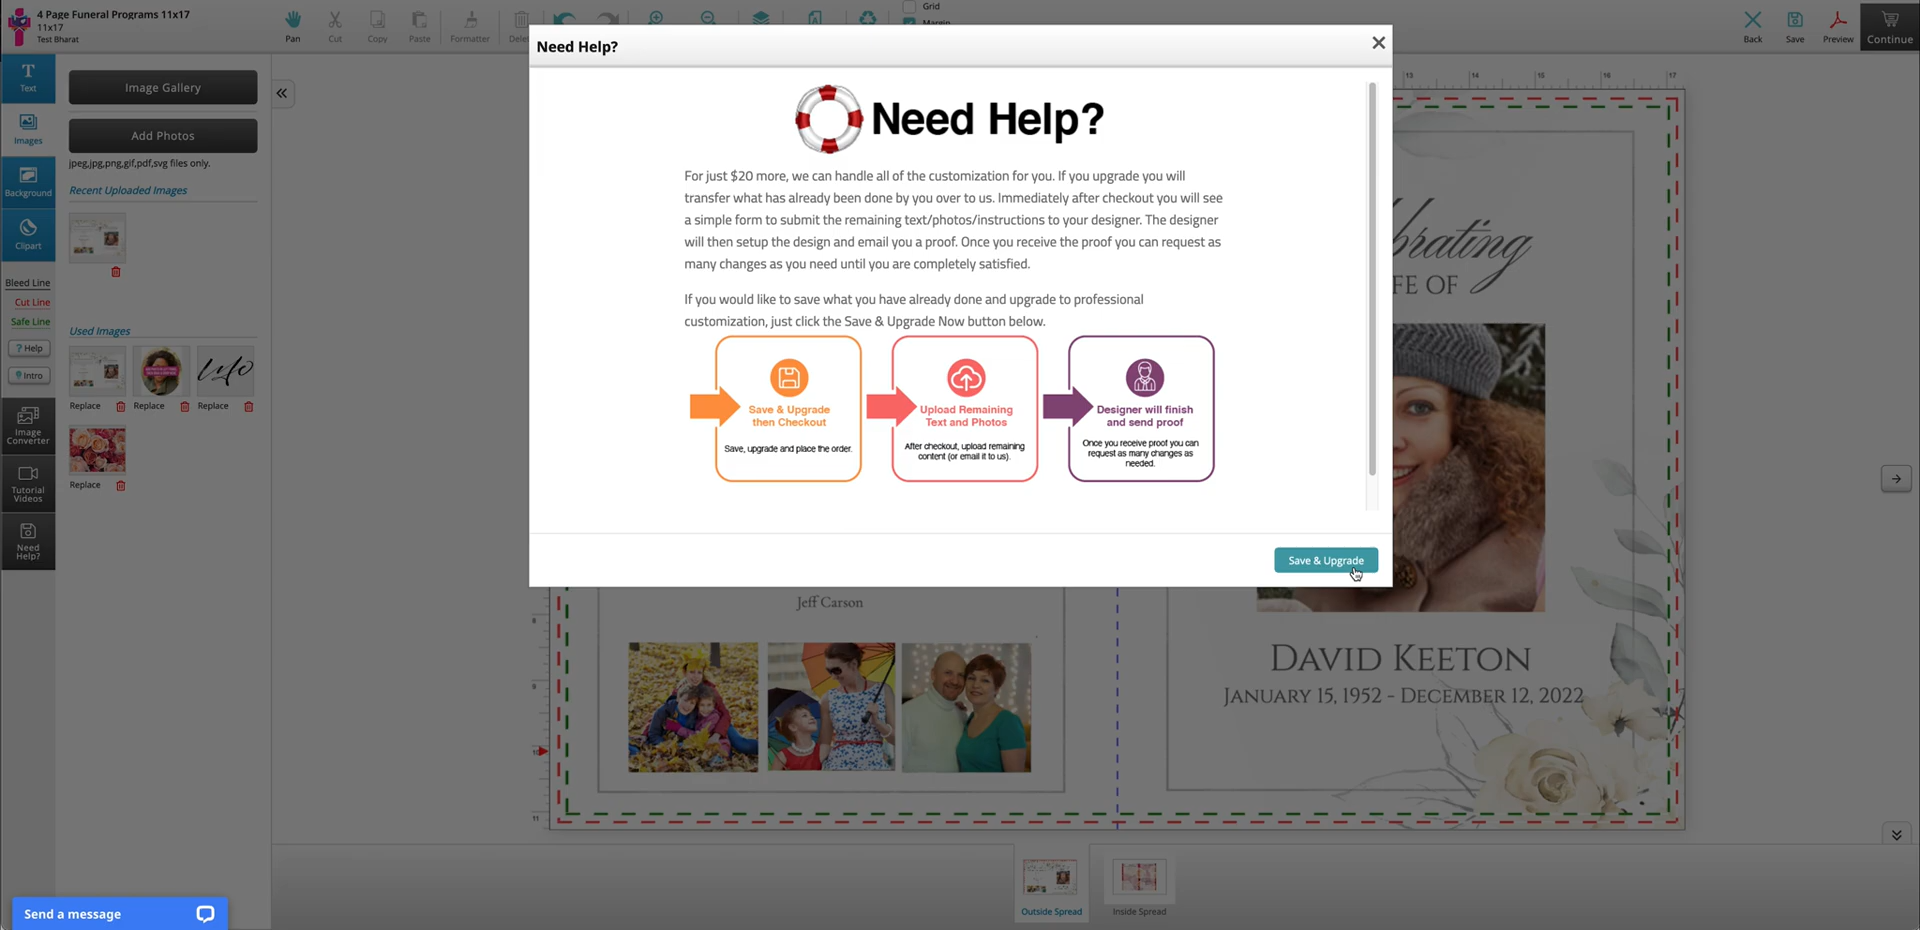 4 Page Funeral Programs 11x17
11x17
Test Bharat
Pan
Cut
Copy
Paste
Formatter
Grid
Back
Save
Preview
Continue
Text
Images
Background
Clipart
Bleed Line
Cut Line
Safe Line
? Help
Intro
Image
Converter
Tutorial
Videos
Need
Help?
Image Gallery
Add Photos
jpeg,jpg,png,gif,pdf,svg files only.
Recent Uploaded Images
Used Images
Replace
Replace
Replace
Replace
Need Help?
Need Help?
For just $20 more, we can handle all of the customization for you. If you upgrade you will
transfer what has already been done by you over to us. Immediately after checkout you will see
a simple form to submit the remaining text/photos/instructions to your designer. The designer
will then setup the design and email you a proof. Once you receive the proof you can request as
many changes as you need until you are completely satisfied.
If you would like to save what you have already done and upgrade to professional
customization, just click the Save & Upgrade Now button below.
Save & Upgrade
then Checkout
Save, upgrade and place the order.
Upload Remaining
Text and Photos
After checkout, upload remaining
content (or email it to us).
Designer will finish
and send proof
Once you receive proof you can
request as many changes as
needed.
Save & Upgrade
13 14 15 16 17
8
9
10
11
Jeff Carson
David Keeton
January 15, 1952 - December 12, 2022
Outside Spread
Inside Spread
Send a message